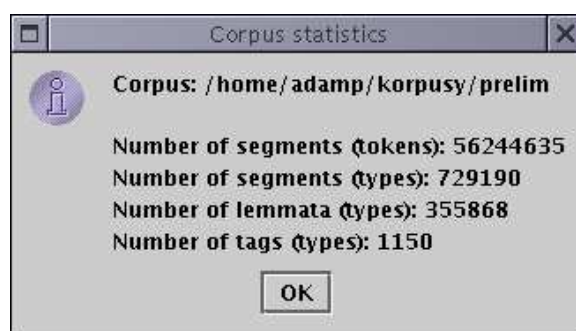 Corpus statistics
Corpus: /home/adamp/korpusy/prelim
Number of segments (tokens): 56244635
Number of segments (types): 729190
Number of lemmata (types): 355868
Number of tags (types): 1150
OK